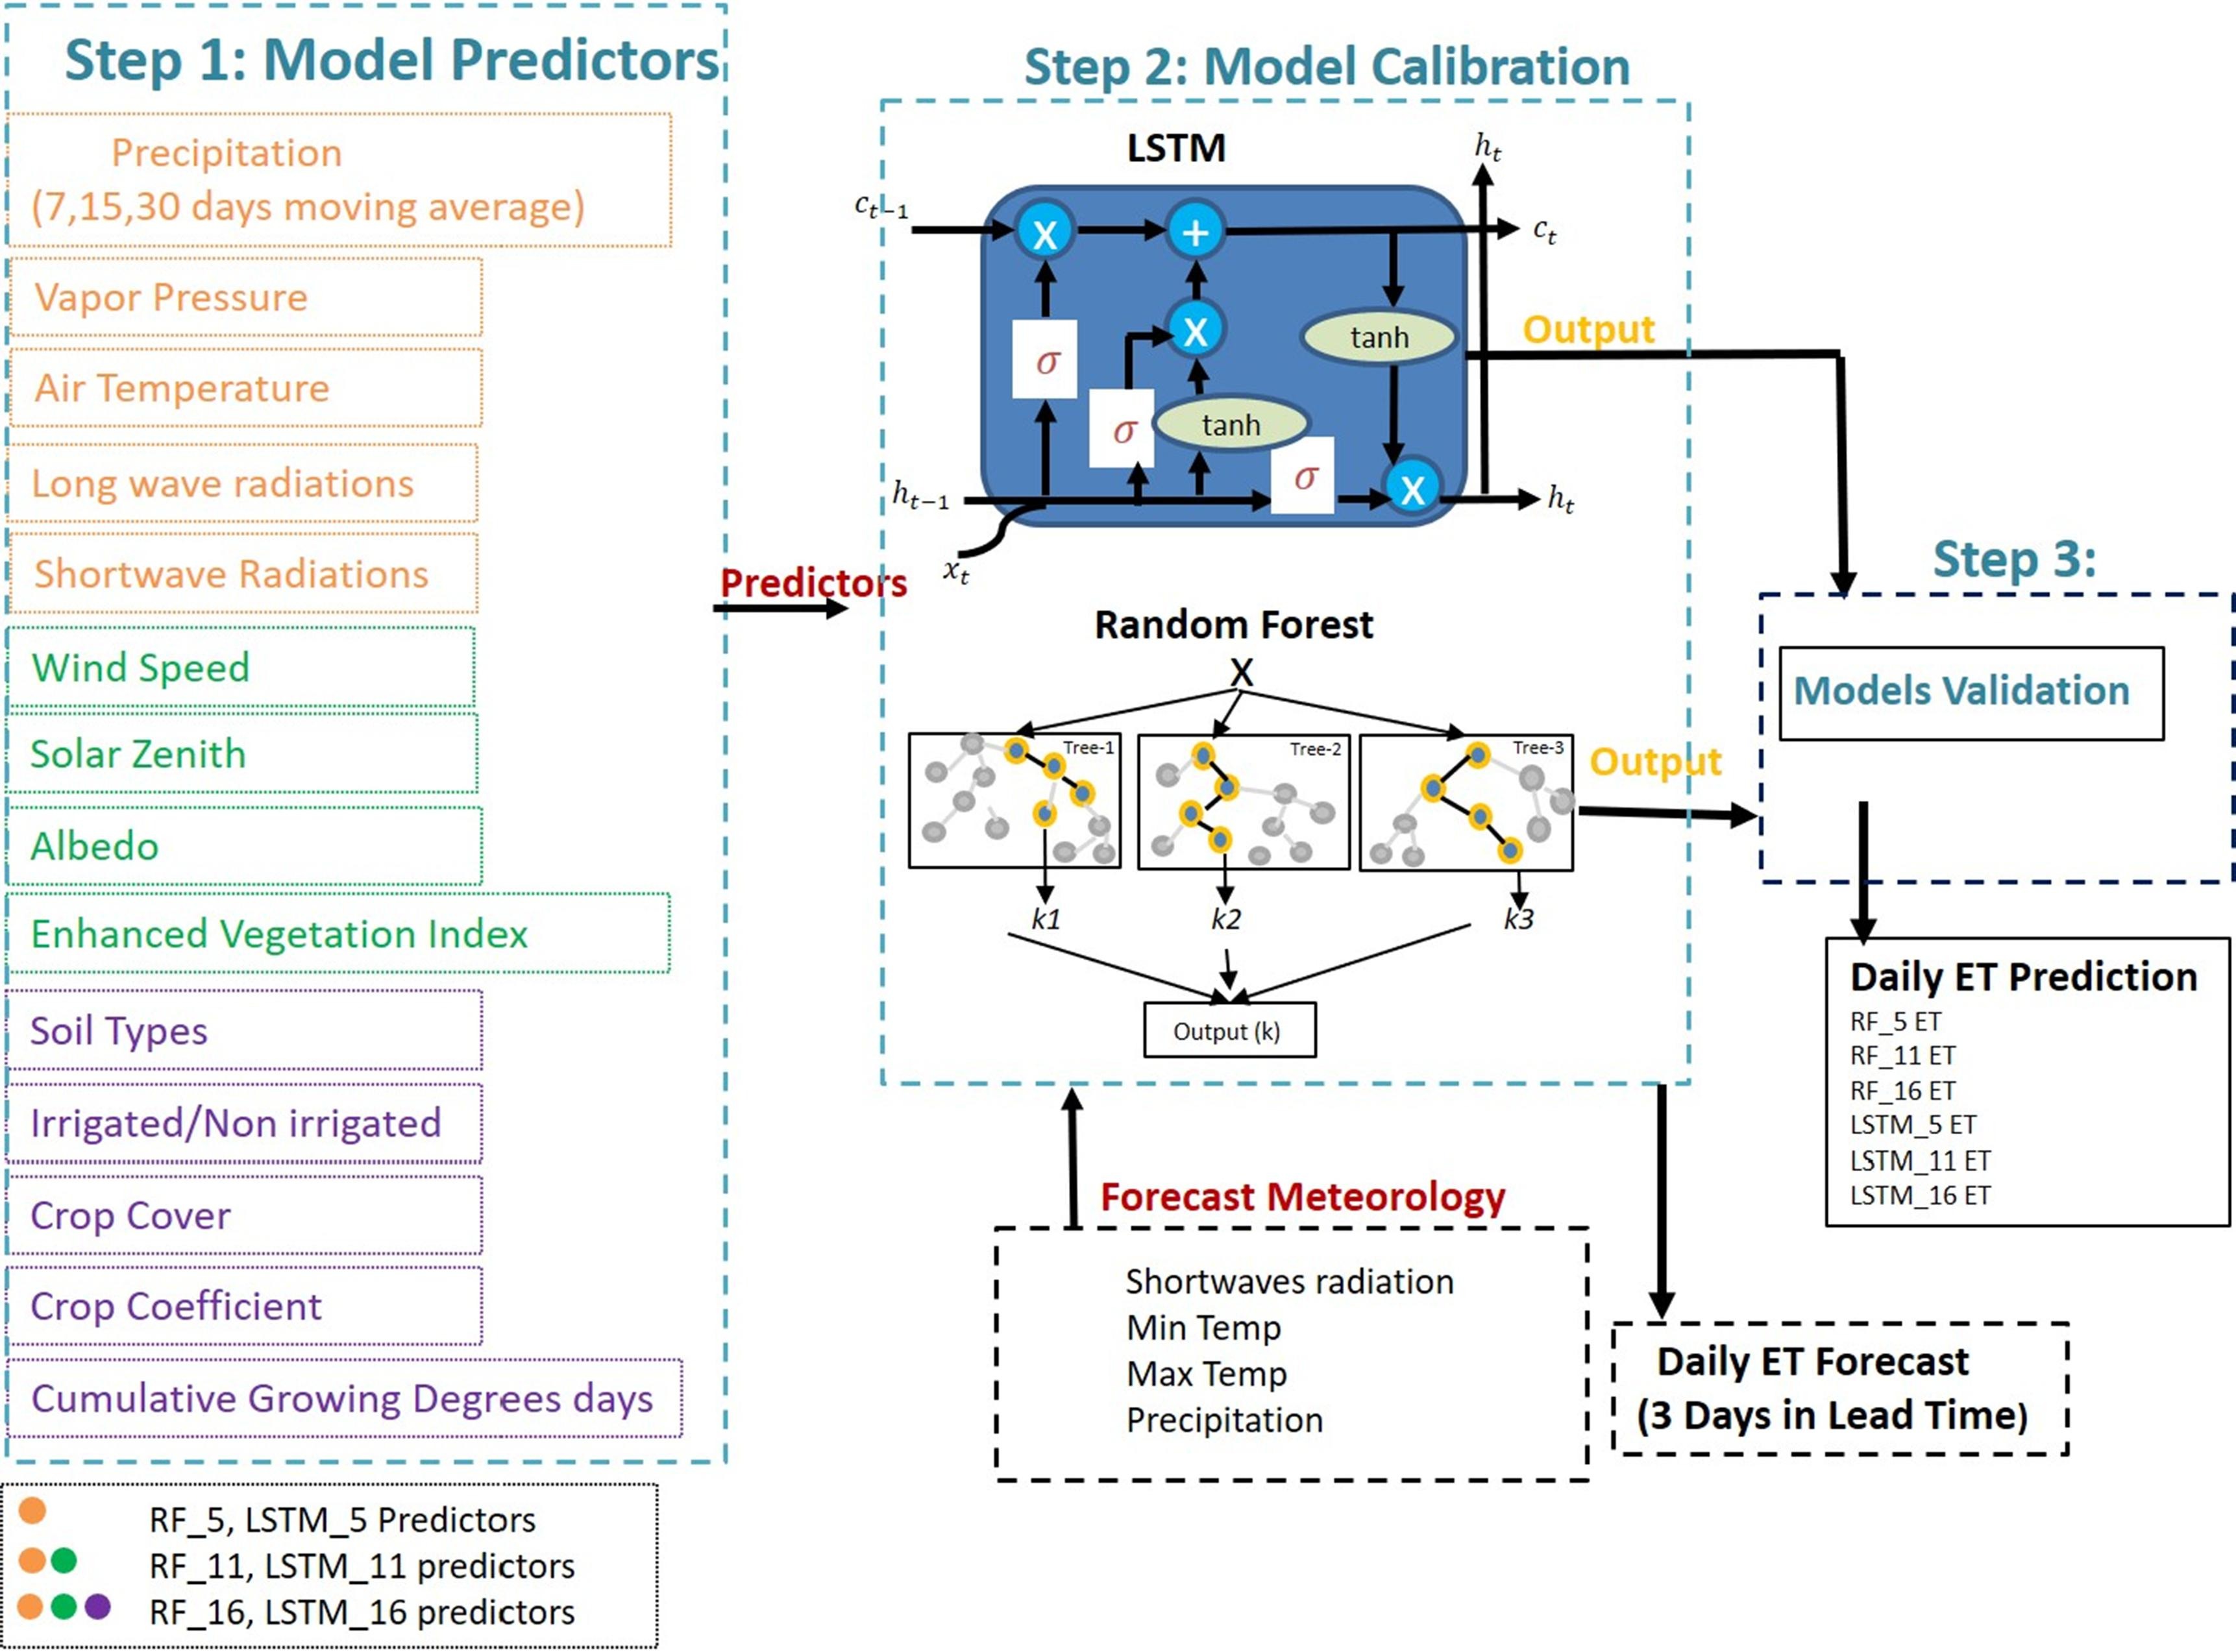 Step 1: Model Predictors
Precipitation
(7,15,30 days moving average)
Vapor Pressure
Air Temperature
Long wave radiations
Shortwave Radiations
Wind Speed
Solar Zenith
Albedo
Enhanced Vegetation Index
Soil Types
Irrigated/Non irrigated
Crop Cover
Crop Coefficient
Cumulative Growing Degrees days
RF_5, LSTM_5 Predictors
RF_11, LSTM_11 predictors
RF_16, LSTM_16 predictors
Predictors
Step 2: Model Calibration
LSTM
h_t
c_{t-1}
X
+
c_t
σ
X
tanh
σ
tanh
σ
X
h_{t-1}
h_t
x_t
Output
Random Forest
X
Tree-1
Tree-2
Tree-3
Output
k1
k2
k3
Output (k)
Forecast Meteorology
Shortwaves radiation
Min Temp
Max Temp
Precipitation
Step 3:
Models Validation
Daily ET Prediction
RF_5 ET
RF_11 ET
RF_16 ET
LSTM_5 ET
LSTM_11 ET
LSTM_16 ET
Daily ET Forecast
(3 Days in Lead Time)